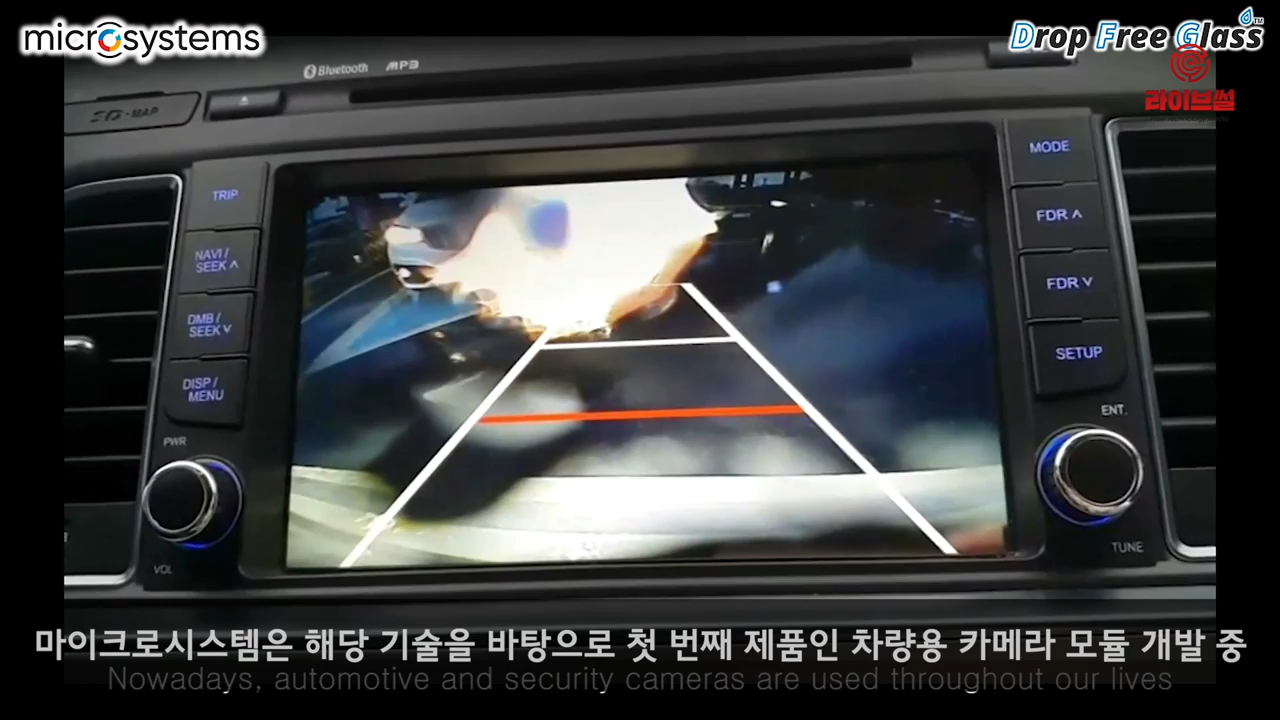 microsystems
Drop Free Glass™
라이브썰
Bluetooth MP3
SD-MAP
TRIP
NAVI/
SEEK ∧
DMB/
SEEK ∨
DISP/
MENU
PWR
VOL
MODE
FDR ∧
FDR ∨
SETUP
ENT.
TUNE
마이크로시스템은 해당 기술을 바탕으로 첫 번째 제품인 차량용 카메라 모듈 개발 중
Nowadays, automotive and security cameras are used throughout our lives